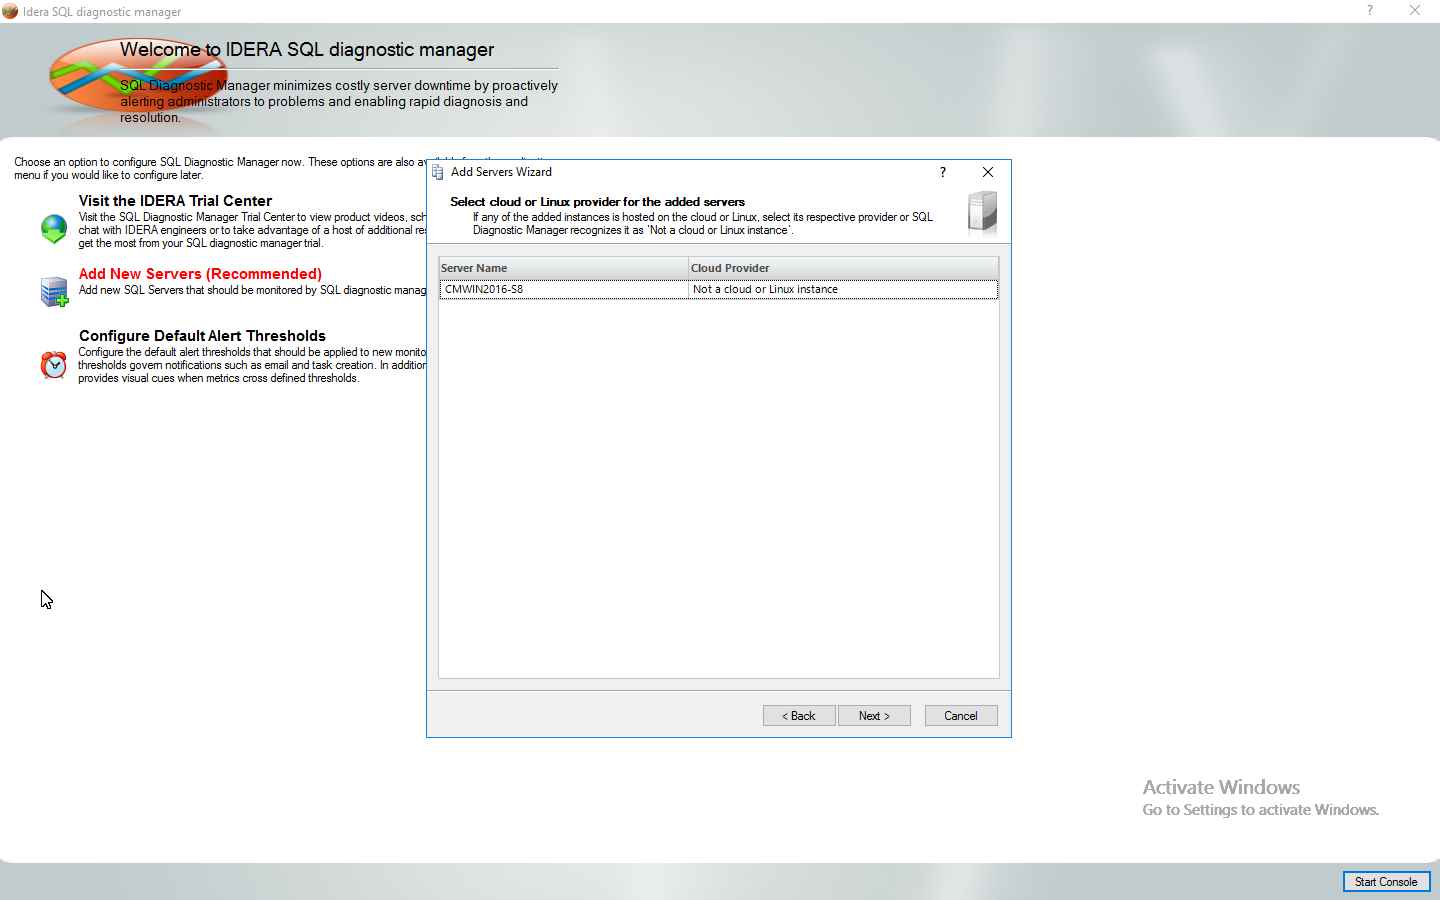 Idera SQL diagnostic manager
?
Welcome to IDERA SQL diagnostic manager
SQL Diagnostic Manager minimizes costly server downtime by proactively
alerting administrators to problems and enabling rapid diagnosis and
resolution.
Choose an option to configure SQL Diagnostic Manager now. These options are also
menu if you would like to configure later.
Visit the IDERA Trial Center
Visit the SQL Diagnostic Manager Trial Center to view product videos,
chat with IDERA engineers or to take advantage of a host of additional
get the most from your SQL diagnostic manager trial.
Add New Servers (Recommended)
Add new SQL Servers that should be monitored by SQL diagnostic manag
Configure Default Alert Thresholds
Configure the default alert thresholds that should be applied to new monito
thresholds govern notifications such as email and task creation. In addition
provides visual cues when metrics cross defined thresholds.
Add Servers Wizard
?
Select cloud or Linux provider for the added servers
If any of the added instances is hosted on the cloud or Linux, select its respective provider or SQL
Diagnostic Manager recognizes it as 'Not a cloud or Linux instance'.
Server Name Cloud Provider
CMWIN2016-S8 Not a cloud or Linux instance
< Back Next > Cancel
Activate Windows
Go to Settings to activate Windows.
Start Console